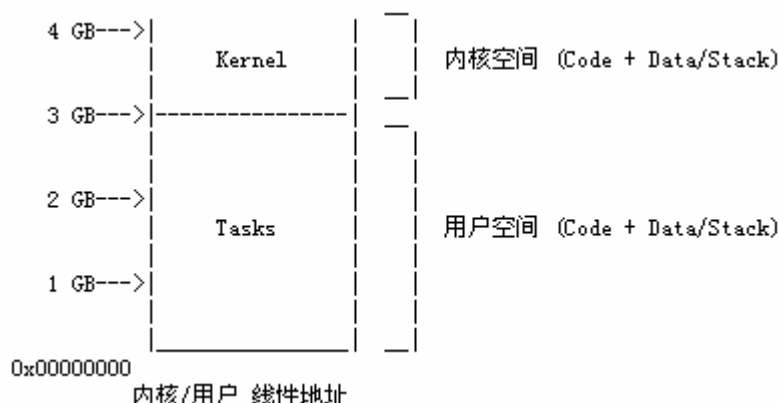 4 GB--->
Kernel
内核空间 (Code + Data/Stack)
3 GB--->|----------------|
2 GB--->
Tasks
用户空间 (Code + Data/Stack)
1 GB--->
0x00000000
内核/用户 线性地址